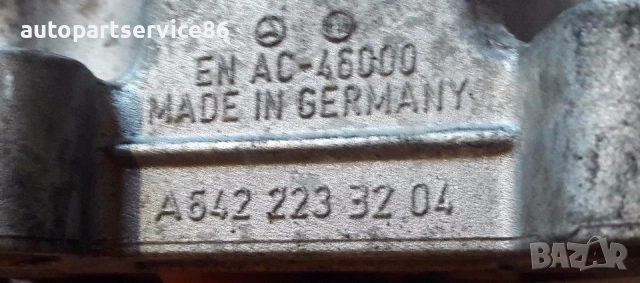 autopartservice86
EN AC-46000
MADE IN GERMANY
A642 223 32 04
BAZAR